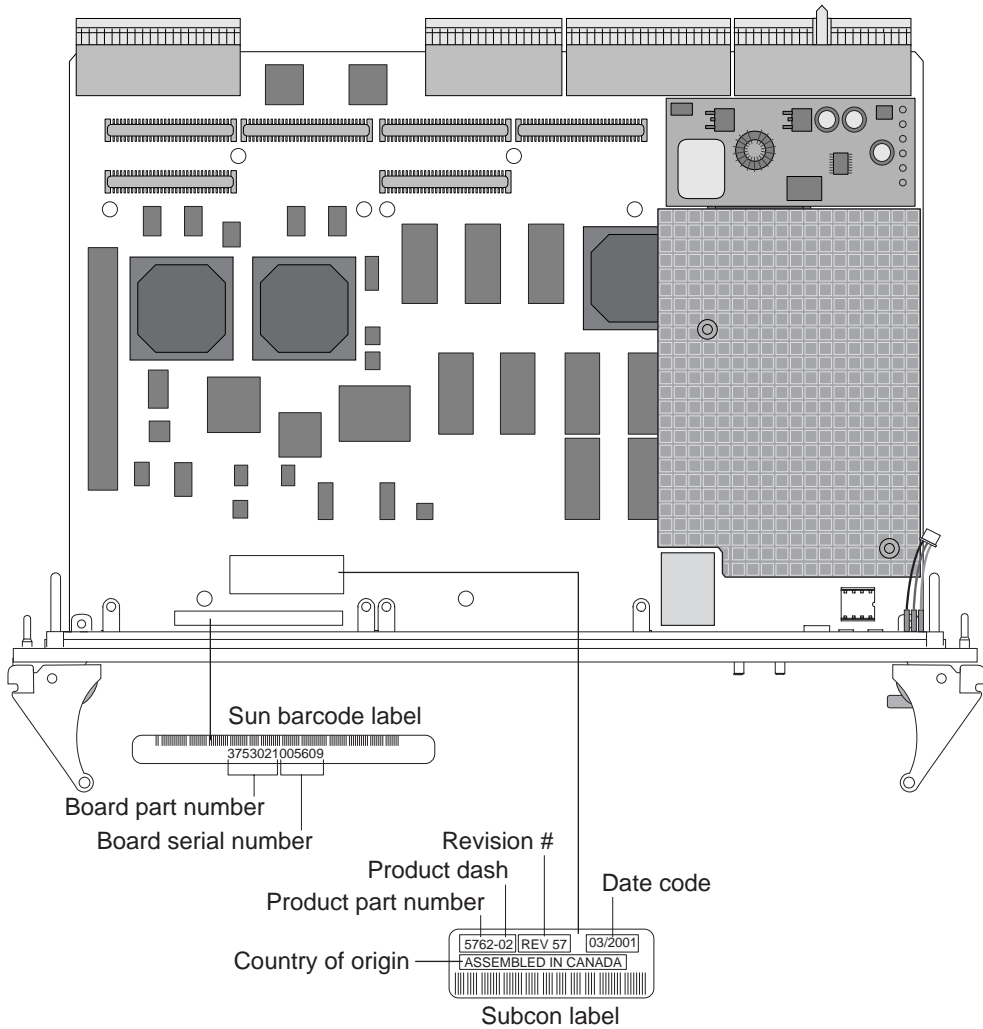 Sun barcode label
3753021005609
Board part number
Board serial number
Revision #
Product dash
Product part number
Date code
5762-02 REV 57 03/2001
Country of origin
ASSEMBLED IN CANADA
Subcon label